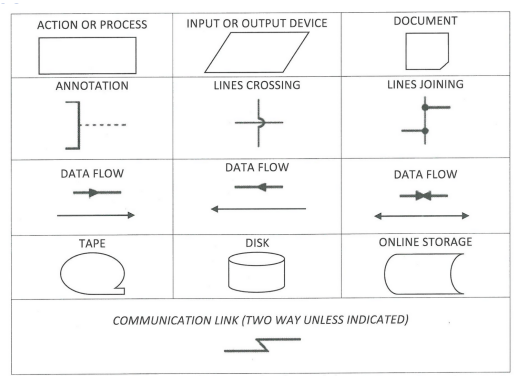 ACTION OR PROCESS
INPUT OR OUTPUT DEVICE
DOCUMENT
ANNOTATION
LINES CROSSING
LINES JOINING
DATA FLOW
DATA FLOW
DATA FLOW
TAPE
DISK
ONLINE STORAGE
COMMUNICATION LINK (TWO WAY UNLESS INDICATED)